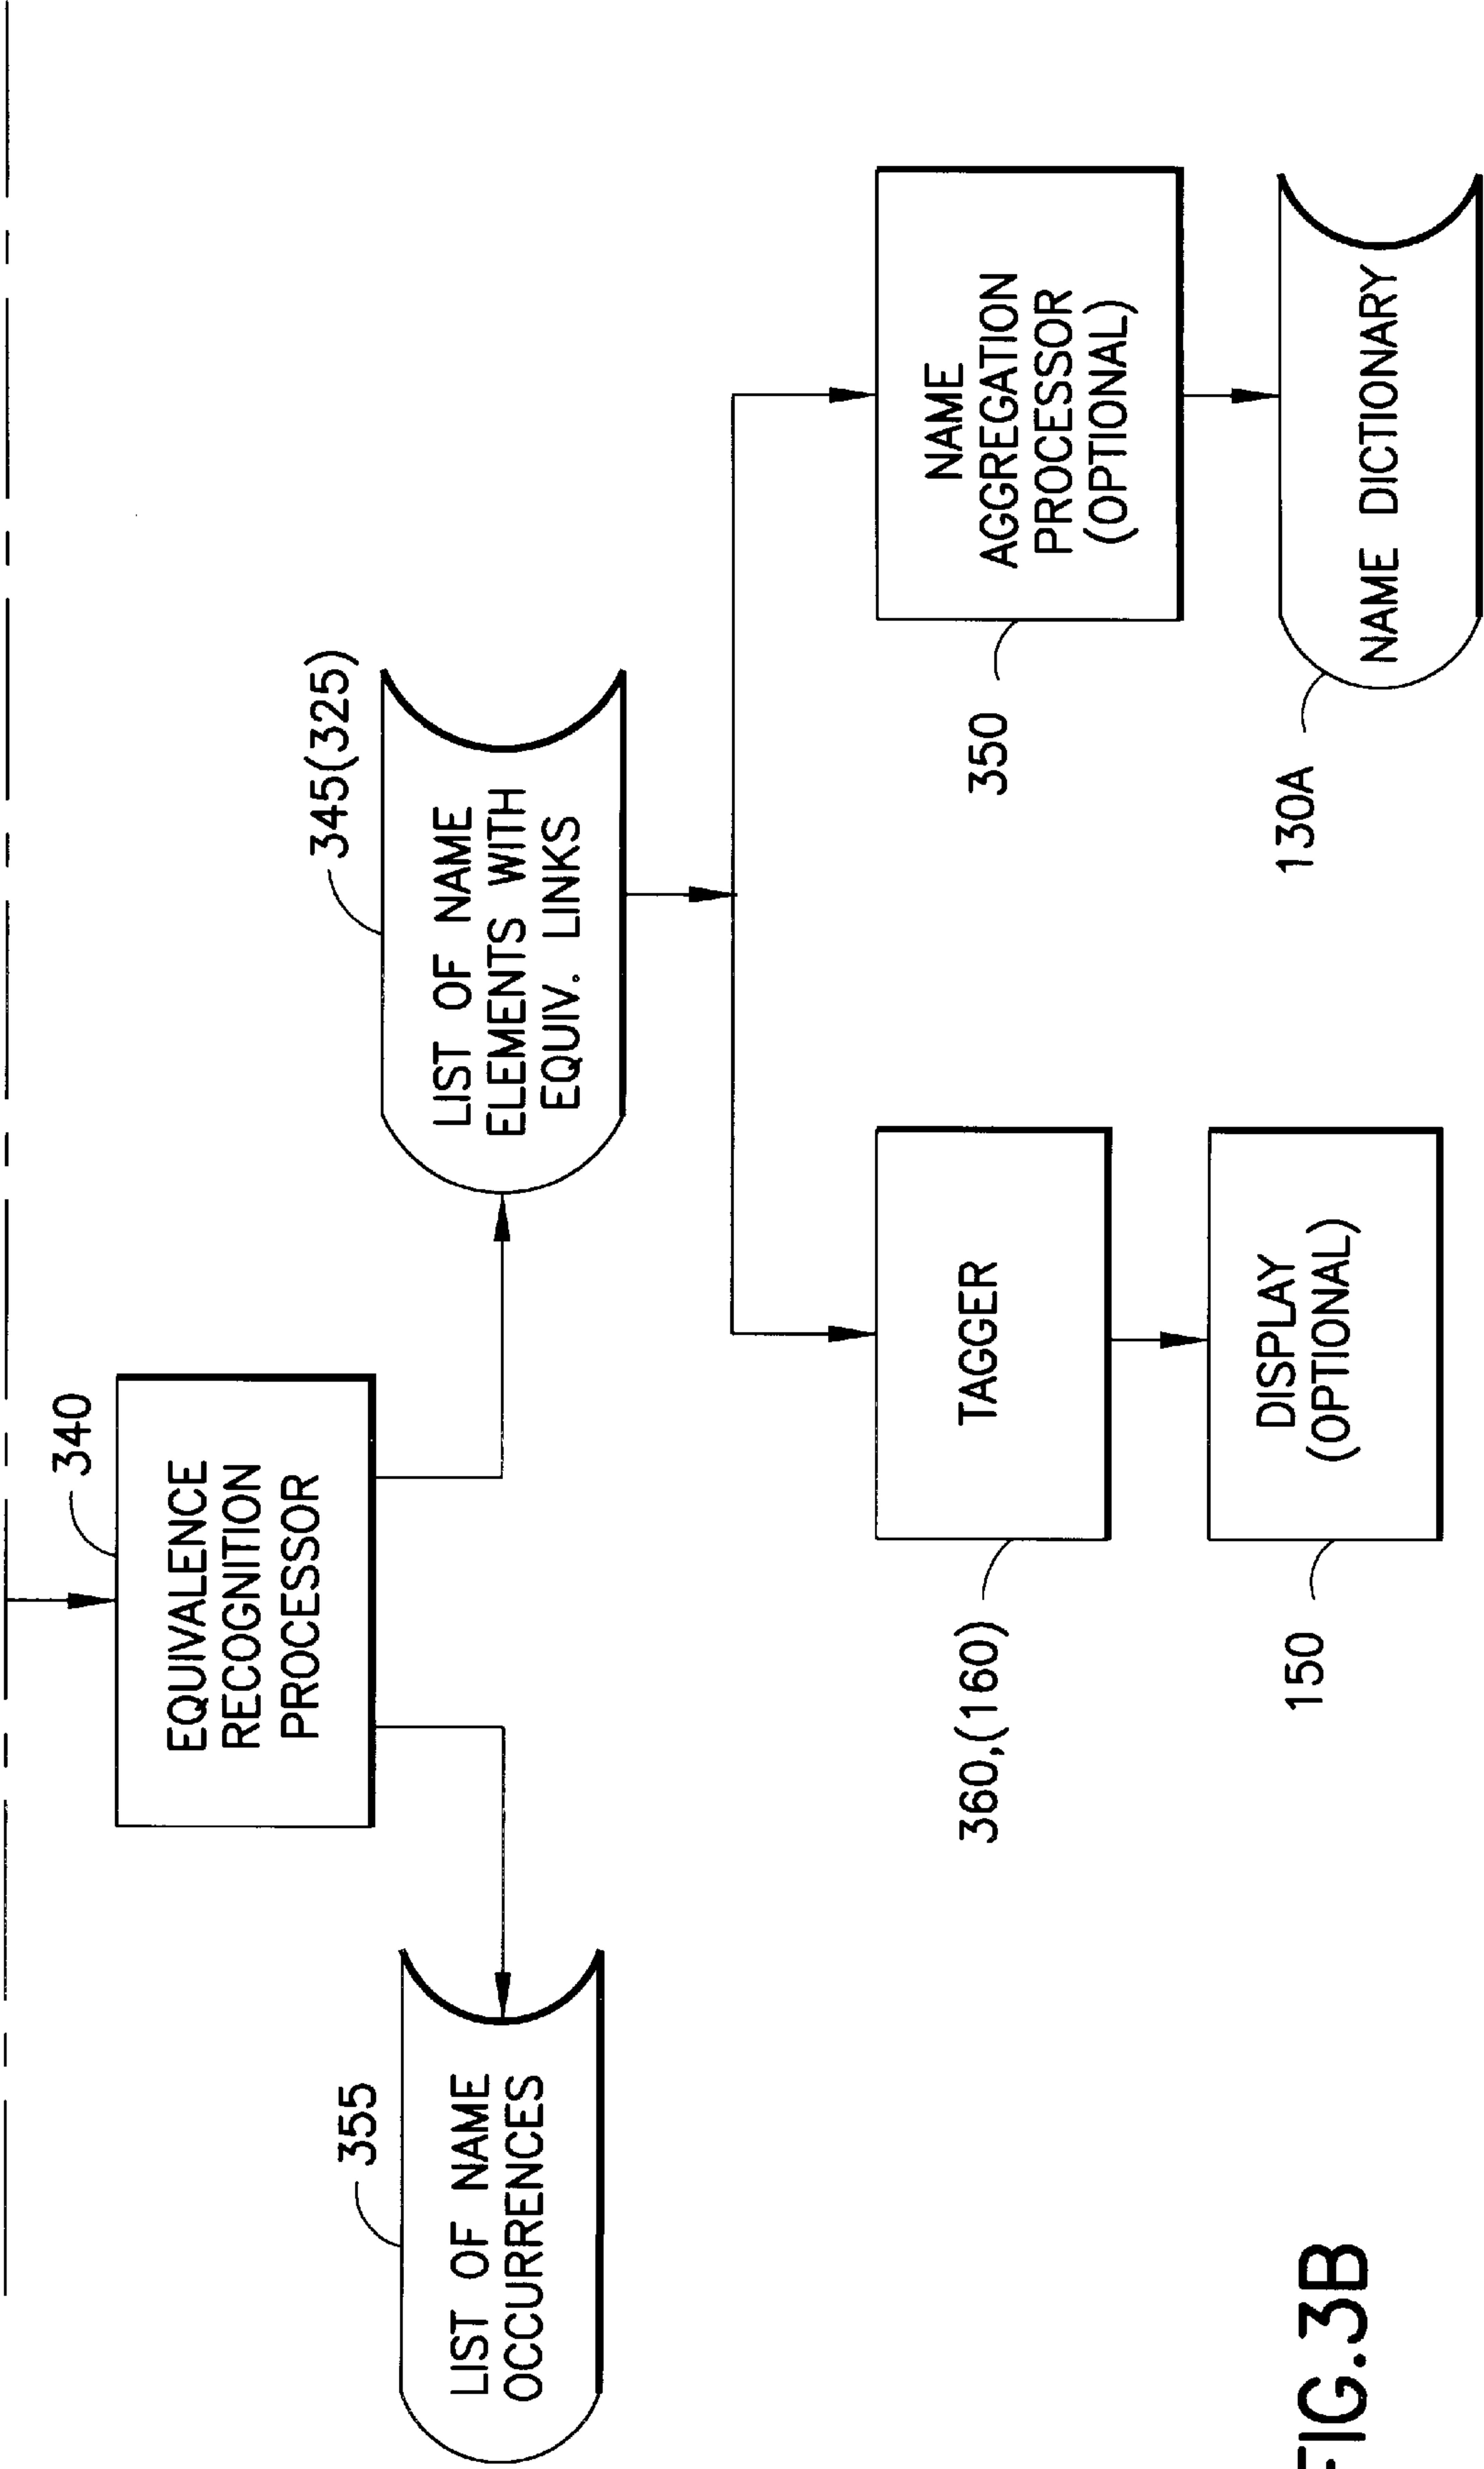 340
EQUIVALENCE
RECOGNITION
PROCESSOR
355
LIST OF NAME
OCCURRENCES
345(325)
LIST OF NAME
ELEMENTS WITH
EQUIV. LINKS
360,(160)
TAGGER
350
NAME
AGGREGATION
PROCESSOR
(OPTIONAL)
150
DISPLAY
(OPTIONAL)
130A
NAME DICTIONARY
FIG.3B